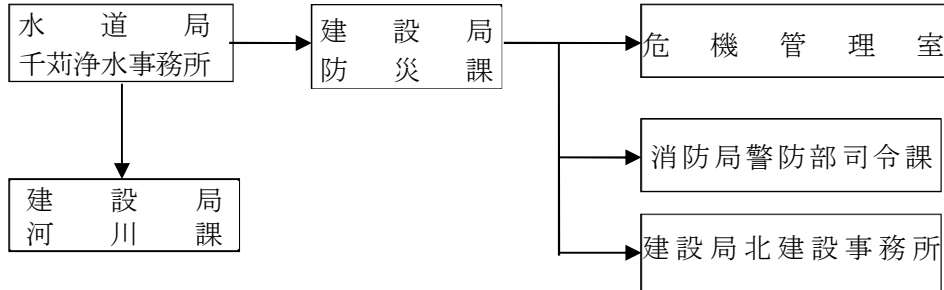 水道局
千苅浄水事務所
建設局
防災課
危機管理室
消防局警防部司令課
建設局河川課
建設局北建設事務所